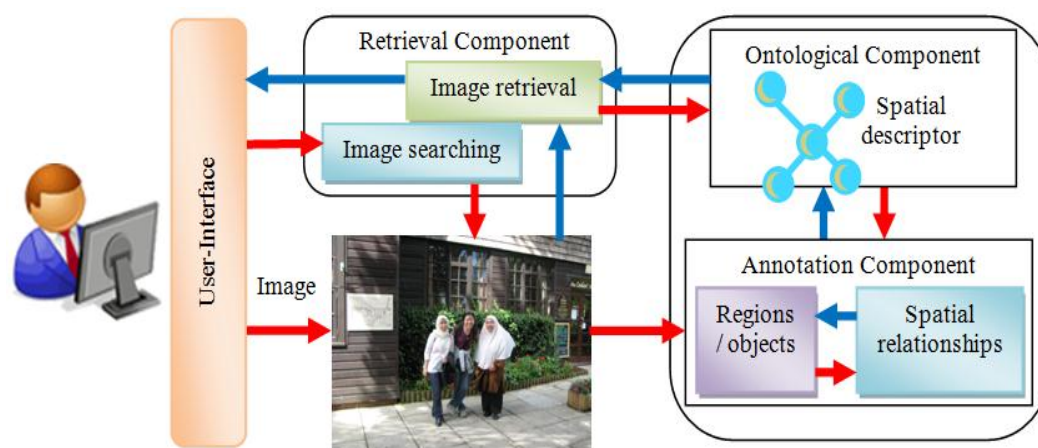 User-Interface
Retrieval Component
Image retrieval
Image searching
Image
Ontological Component
Spatial
descriptor
Annotation Component
Regions
/ objects
Spatial
relationships